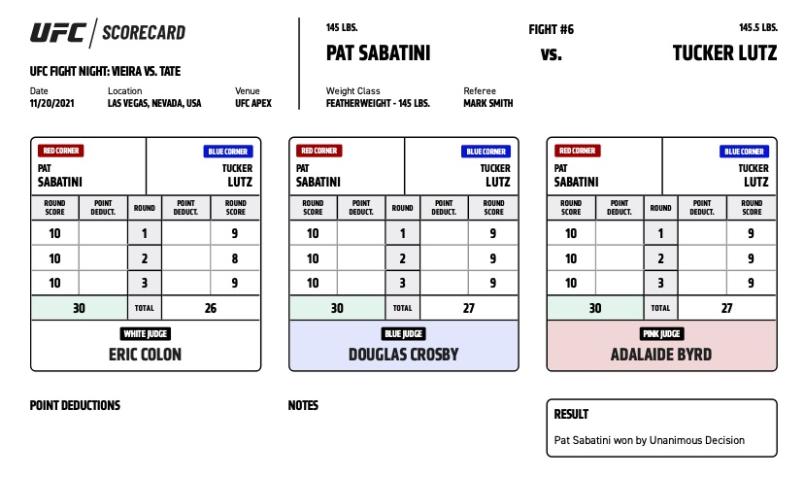 UFC / SCORECARD
UFC FIGHT NIGHT: VIEIRA VS. TATE
Date Location Venue
11/20/2021 LAS VEGAS, NEVADA, USA UFC APEX
145 LBS. FIGHT #6 145.5 LBS.
PAT SABATINI VS. TUCKER LUTZ
Weight Class Referee
FEATHERWEIGHT - 145 LBS. MARK SMITH
RED CORNER BLUE CORNER
PAT TUCKER
SABATINI LUTZ
ROUND SCORE POINT DEDUCT. ROUND POINT DEDUCT. ROUND SCORE
10 1 9
10 2 8
10 3 9
30 TOTAL 26
WHITE JUDGE
ERIC COLON
RED CORNER BLUE CORNER
PAT TUCKER
SABATINI LUTZ
ROUND SCORE POINT DEDUCT. ROUND POINT DEDUCT. ROUND SCORE
10 1 9
10 2 9
10 3 9
30 TOTAL 27
BLUE JUDGE
DOUGLAS CROSBY
RED CORNER BLUE CORNER
PAT TUCKER
SABATINI LUTZ
ROUND SCORE POINT DEDUCT. ROUND POINT DEDUCT. ROUND SCORE
10 1 9
10 2 9
10 3 9
30 TOTAL 27
PINK JUDGE
ADALAIDE BYRD
POINT DEDUCTIONS
NOTES
RESULT
Pat Sabatini won by Unanimous Decision